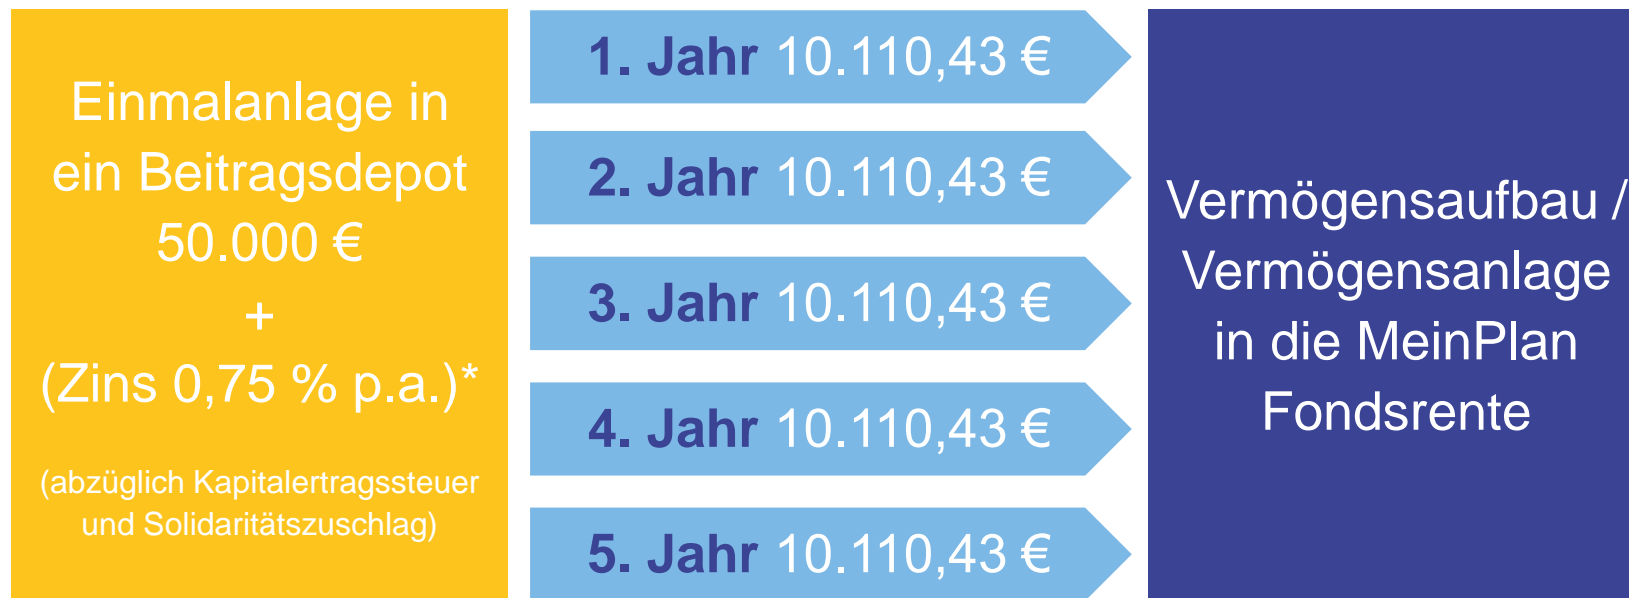 Einmalanlage in
ein Beitragsdepot
50.000 €
+
(Zins 0,75 % p.a.)*
(abzüglich Kapitalertragssteuer
und Solidaritätszuschlag)
1. Jahr 10.110,43 €
2. Jahr 10.110,43 €
3. Jahr 10.110,43 €
4. Jahr 10.110,43 €
5. Jahr 10.110,43 €
Vermögensaufbau /
Vermögensanlage
in die MeinPlan
Fondsrente